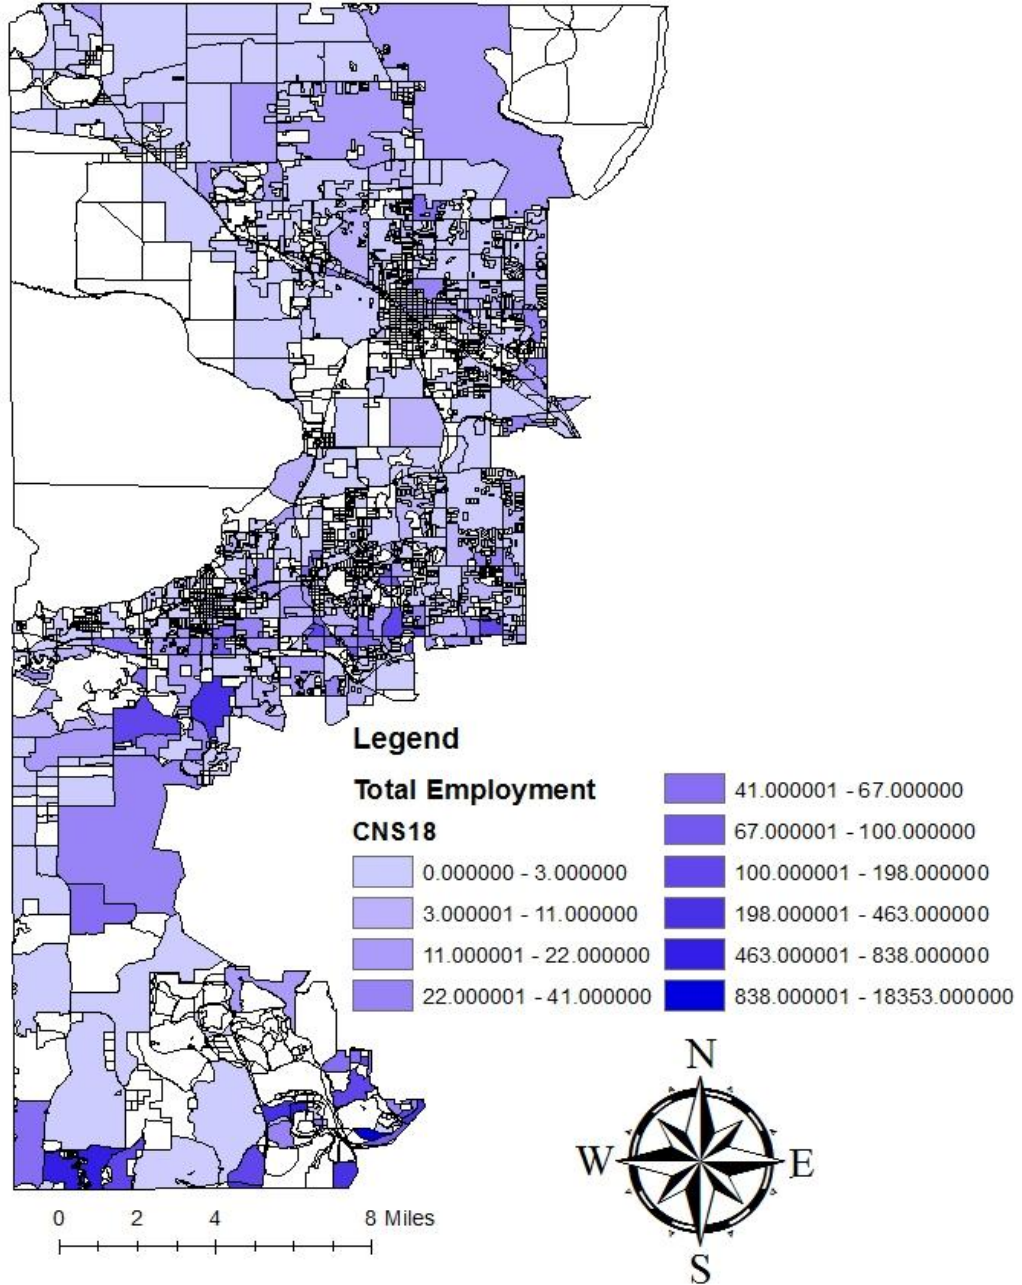 Legend
Total Employment
CNS18
0.000000 - 3.000000
3.000001 - 11.000000
11.000001 - 22.000000
22.000001 - 41.000000
41.000001 - 67.000000
67.000001 - 100.000000
100.000001 - 198.000000
198.000001 - 463.000000
463.000001 - 838.000000
838.000001 - 18353.000000
N
W E
S
0 2 4 8 Miles